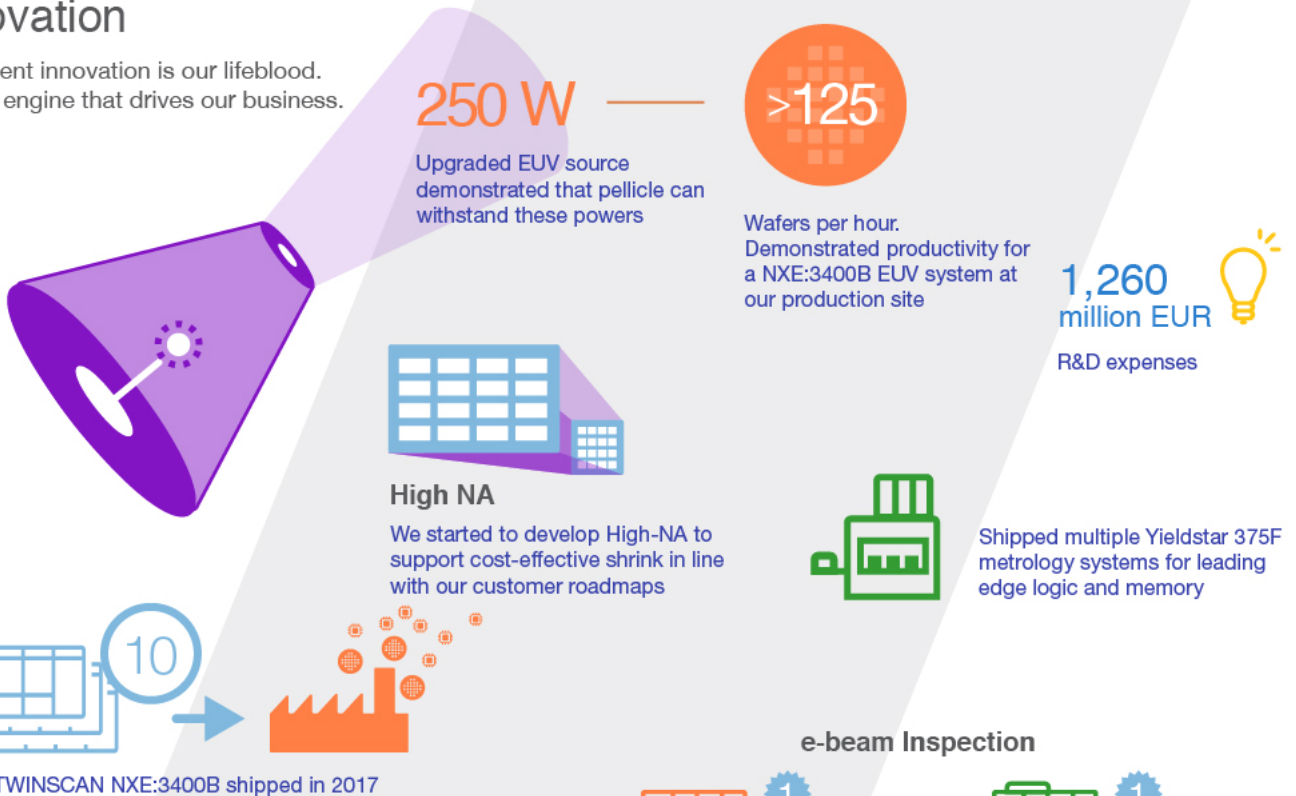 ovation
ent innovation is our lifeblood.
engine that drives our business.
250 W
Upgraded EUV source
demonstrated that pellicle can
withstand these powers
>125
Wafers per hour.
Demonstrated productivity for
a NXE:3400B EUV system at
our production site
1,260
million EUR
R&D expenses
High NA
We started to develop High-NA to
support cost-effective shrink in line
with our customer roadmaps
Shipped multiple Yieldstar 375F
metrology systems for leading
edge logic and memory
10
TWINSCAN NXE:3400B shipped in 2017
e-beam Inspection
1
1